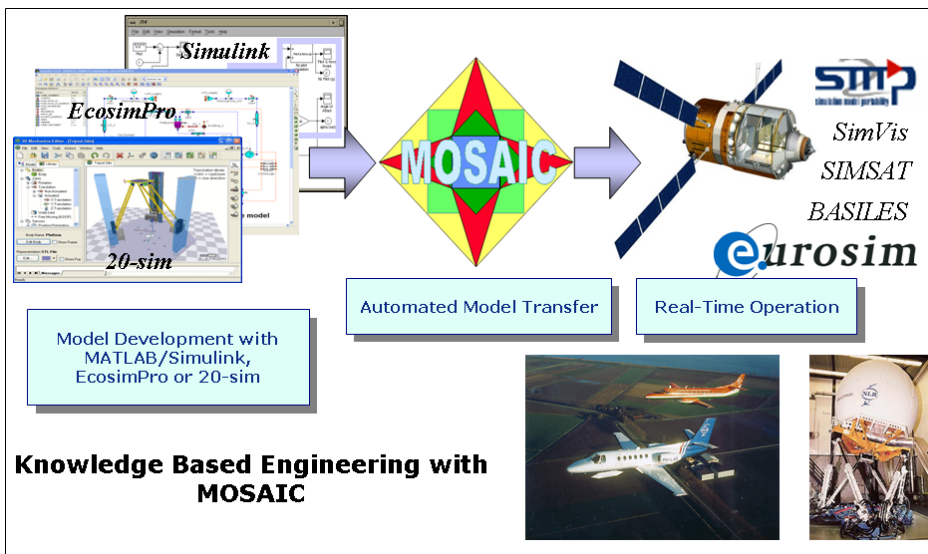 Simulink
EcosimPro
20-sim
MOSAIC
smp
simulation model portability
SimVis
SIMSAT
BASILES
eurosim
Automated Model Transfer
Real-Time Operation
Model Development with
MATLAB/Simulink,
EcosimPro or 20-sim
Knowledge Based Engineering with
MOSAIC
NLR